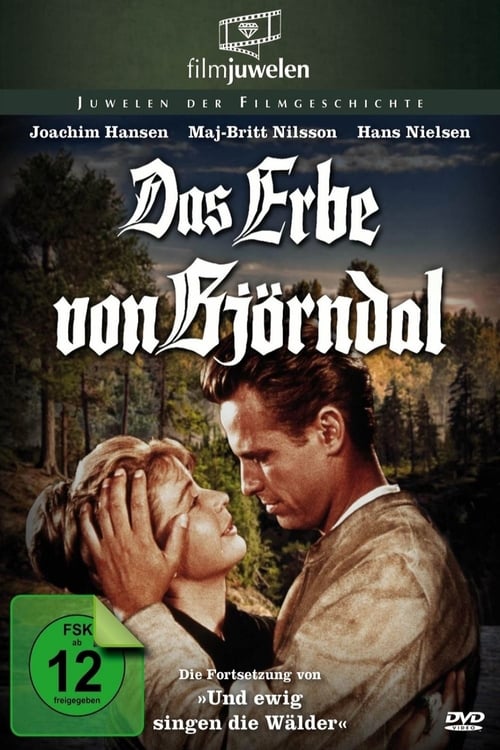 filmjuwelen
Juwelen der Filmgeschichte
Joachim Hansen Maj-Britt Nilsson Hans Nielsen
Das Erbe
von Björndal
FSK
ab
12
freigegeben
Die Fortsetzung von
»Und ewig
singen die Wälder«
DVD
VIDEO